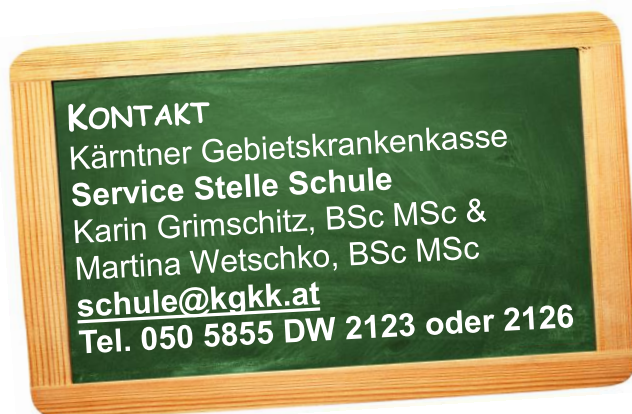 KONTAKT
Kärntner Gebietskrankenkasse
Service Stelle Schule
Karin Grimschitz, BSc MSc &
Martina Wetschko, BSc MSc
schule@kgkk.at
Tel. 050 5855 DW 2123 oder 2126